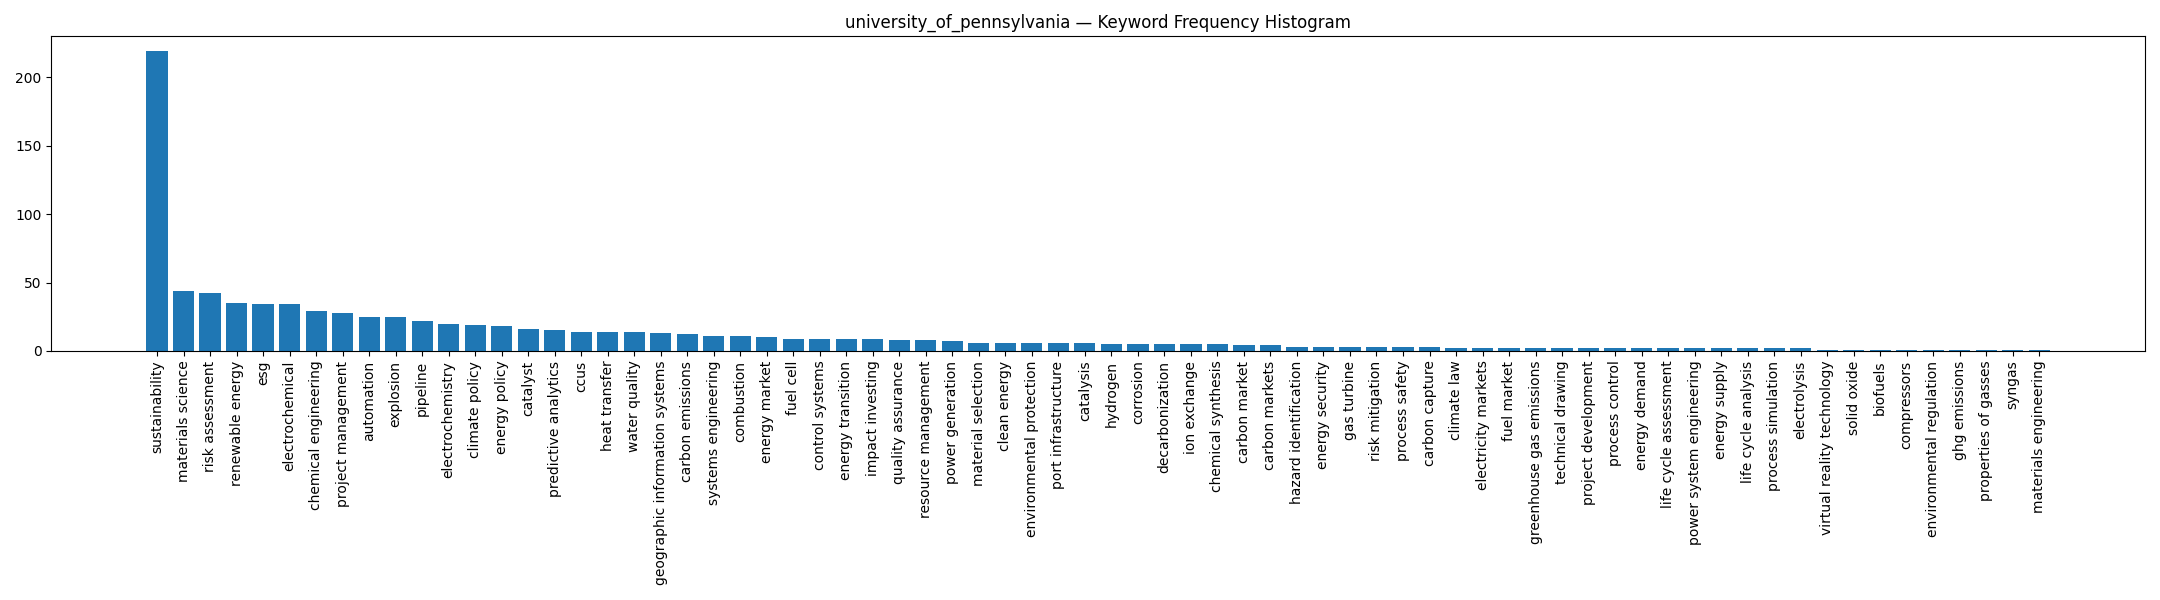 university_of_pennsylvania — Keyword Frequency Histogram
200
150
100
50
0
sustainability
materials science
risk assessment
renewable energy
esg
electrochemical
chemical engineering
project management
automation
explosion
pipeline
electrochemistry
climate policy
energy policy
catalyst
predictive analytics
ccus
heat transfer
water quality
geographic information systems
carbon emissions
systems engineering
combustion
energy market
fuel cell
control systems
energy transition
impact investing
quality assurance
resource management
power generation
material selection
clean energy
environmental protection
port infrastructure
catalysis
hydrogen
corrosion
decarbonization
ion exchange
chemical synthesis
carbon market
carbon markets
hazard identification
energy security
gas turbine
risk mitigation
process safety
carbon capture
climate law
electricity markets
fuel market
greenhouse gas emissions
technical drawing
project development
process control
energy demand
life cycle assessment
power system engineering
energy supply
life cycle analysis
process simulation
electrolysis
virtual reality technology
solid oxide
biofuels
compressors
environmental regulation
ghg emissions
properties of gasses
syngas
materials engineering